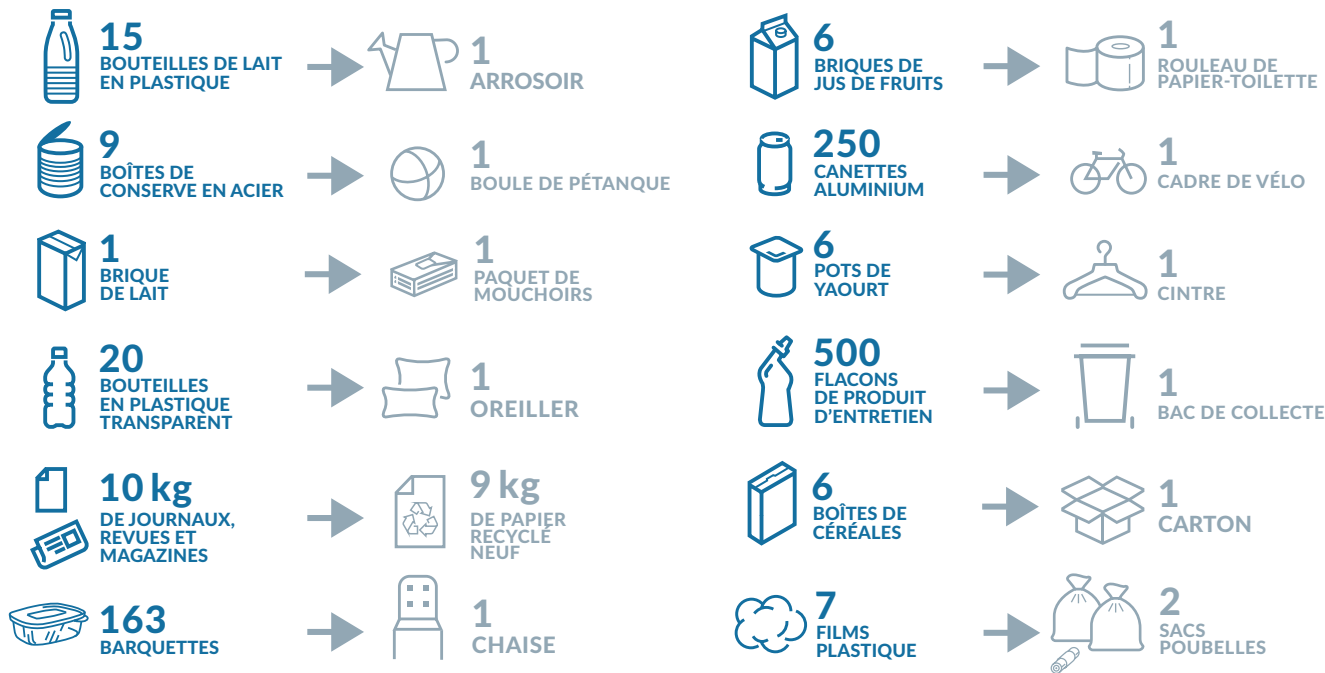 15
BOUTEILLES DE LAIT
EN PLASTIQUE
1
ARROSOIR
6
BRIQUES DE
JUS DE FRUITS
1
ROULEAU DE
PAPIER-TOILETTE
9
BOÎTES DE
CONSERVE EN ACIER
1
BOULE DE PÉTANQUE
250
CANETTES
ALUMINIUM
1
CADRE DE VÉLO
1
BRIQUE
DE LAIT
1
PAQUET DE
MOUCHOIRS
6
POTS DE
YAOURT
1
CINTRE
20
BOUTEILLES
EN PLASTIQUE
TRANSPARENT
1
OREILLER
500
FLACONS
DE PRODUIT
D'ENTRETIEN
1
BAC DE COLLECTE
10 kg
DE JOURNAUX,
REVUES ET
MAGAZINES
9 kg
DE PAPIER
RECYCLÉ
NEUF
6
BOÎTES DE
CÉRÉALES
1
CARTON
163
BARQUETTES
1
CHAISE
7
FILMS
PLASTIQUE
2
SACS
POUBELLES